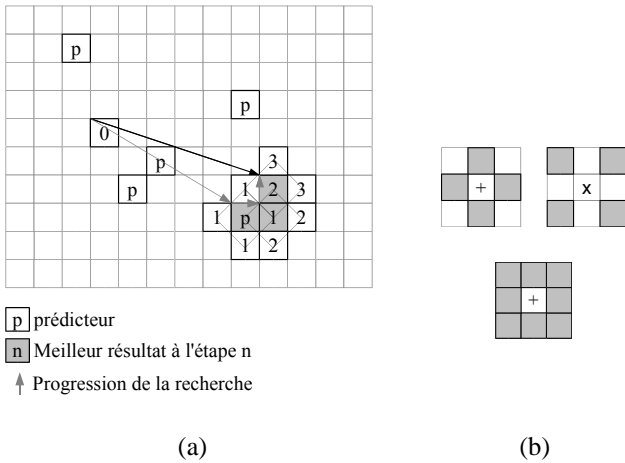 p
p
0
p
3
p
1 2 3
1 p 1 2
1 2
p prédicteur
n Meilleur résultat à l'étape n
Progression de la recherche
(a)
+ x
+
(b)